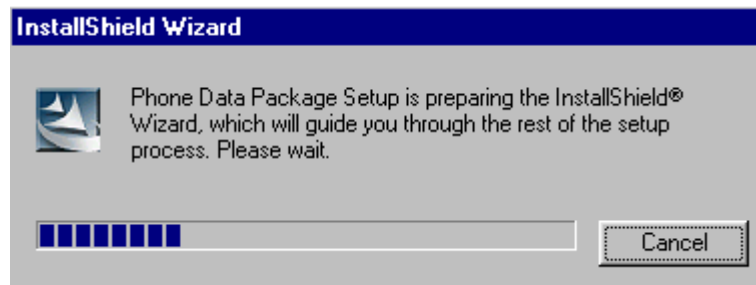 InstallShield Wizard
Phone Data Package Setup is preparing the InstallShield®
Wizard, which will guide you through the rest of the setup
process. Please wait.
Cancel